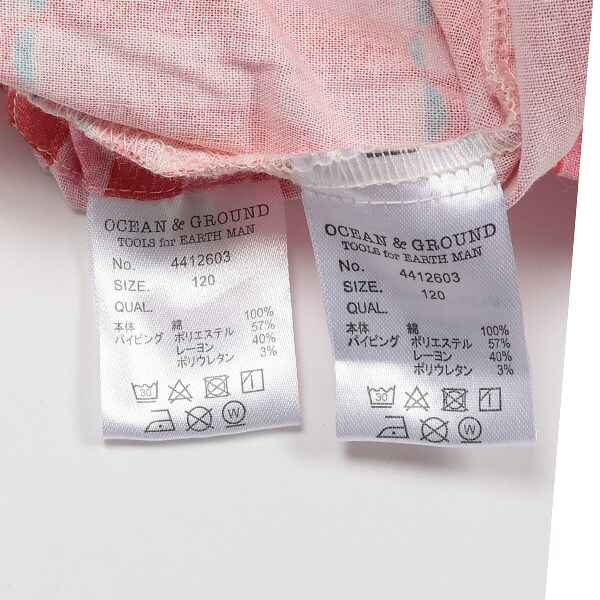 OCEAN & GROUND
TOOLS for EARTH MAN
No. 4412603
SIZE. 120
QUAL.
本体 綿 100%
パイピング ポリエステル 57%
レーヨン 40%
ポリウレタン 3%
30
W
OCEAN & GROUND
TOOLS for EARTH MAN
No. 4412603
SIZE. 120
QUAL.
本体 綿 100%
パイピング ポリエステル 57%
レーヨン 40%
ポリウレタン 3%
30
W